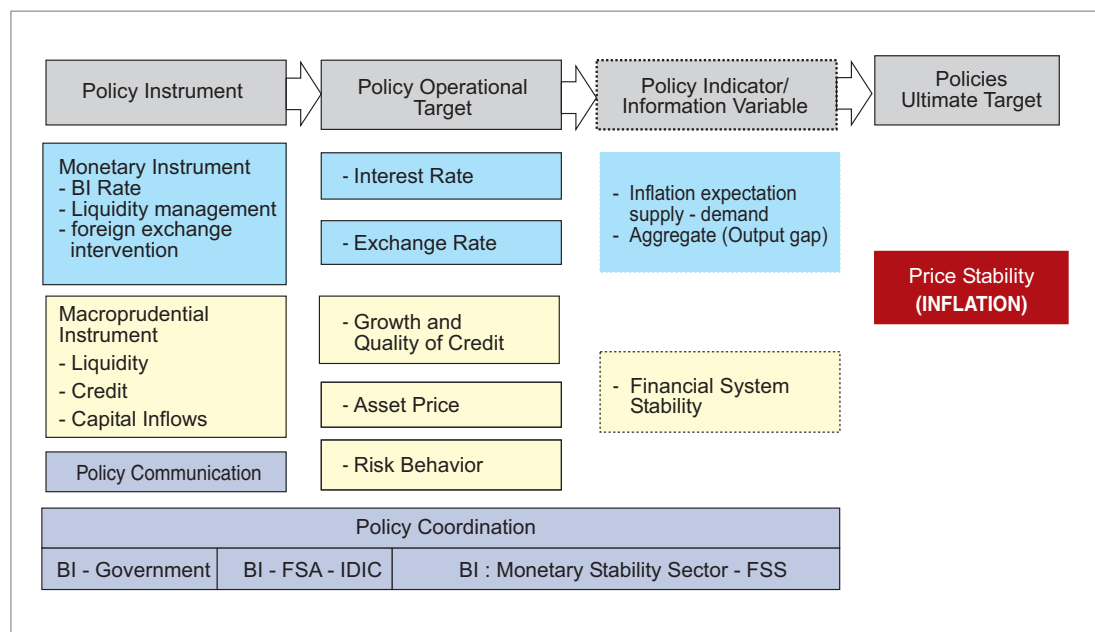 Policy Instrument
Policy Operational
Target
Policy Indicator/
Information Variable
Policies
Ultimate Target
Monetary Instrument
- BI Rate
- Liquidity management
- foreign exchange
intervention
- Interest Rate
- Exchange Rate
- Inflation expectation
supply - demand
- Aggregate (Output gap)
Price Stability
(INFLATION)
Macroprudential
Instrument
- Liquidity
- Credit
- Capital Inflows
- Growth and
Quality of Credit
- Asset Price
- Risk Behavior
- Financial System
Stability
Policy Communication
Policy Coordination
BI - Government
BI - FSA - IDIC
BI : Monetary Stability Sector - FSS